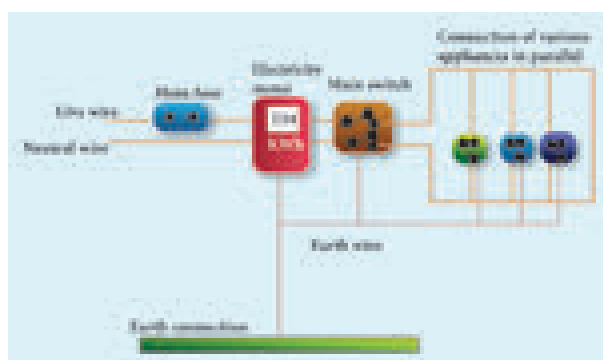 Connection of various
appliances in parallel
Electricity
meter
Main switch
Main fuse
Live wire
Neutral wire
Earth wire
Earth connection